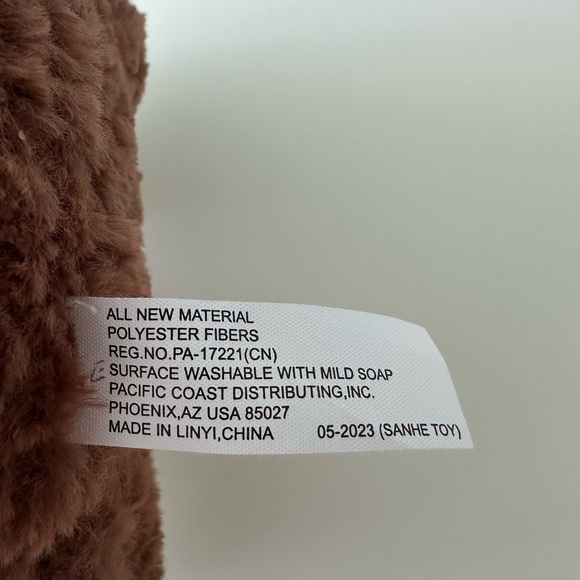 ALL NEW MATERIAL
POLYESTER FIBERS
REG.NO.PA-17221(CN)
SURFACE WASHABLE WITH MILD SOAP
PACIFIC COAST DISTRIBUTING,INC.
PHOENIX,AZ USA 85027
MADE IN LINYI,CHINA 05-2023 (SANHE TOY)